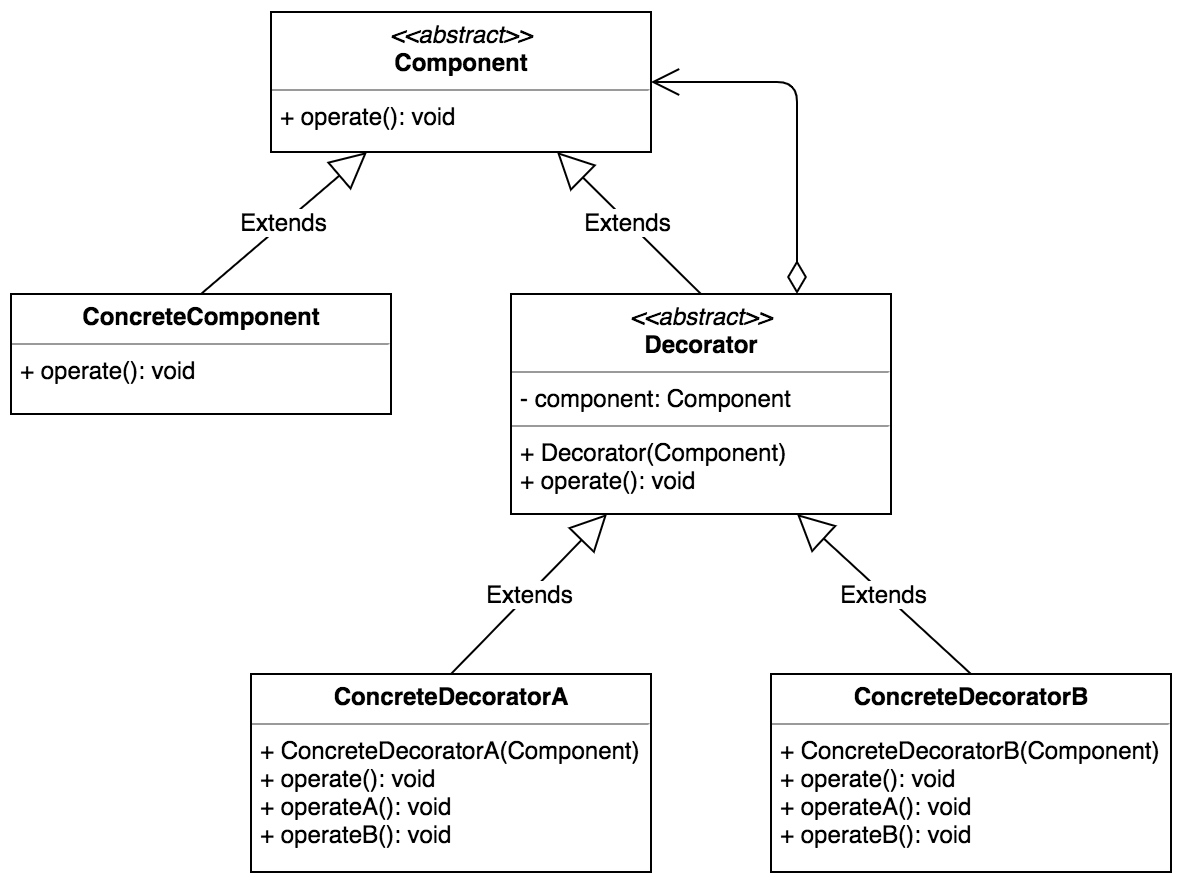 <<abstract>>
Component
+ operate(): void
Extends
Extends
ConcreteComponent
+ operate(): void
<<abstract>>
Decorator
- component: Component
+ Decorator(Component)
+ operate(): void
Extends
Extends
ConcreteDecoratorA
+ ConcreteDecoratorA(Component)
+ operate(): void
+ operateA(): void
+ operateB(): void
ConcreteDecoratorB
+ ConcreteDecoratorB(Component)
+ operate(): void
+ operateA(): void
+ operateB(): void